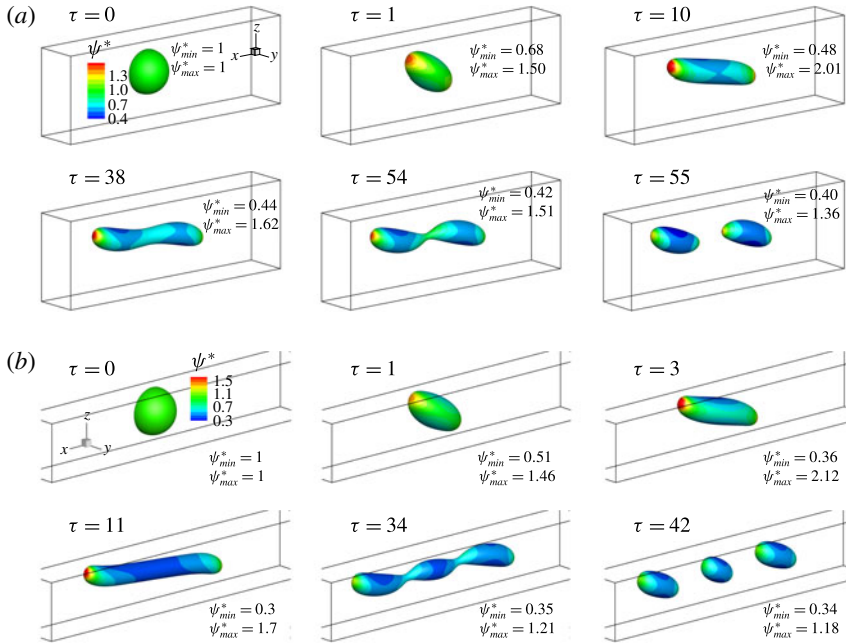 (a)
τ = 0
ψ*
1.3
1.0
0.7
0.4
ψ*min = 1
ψ*max = 1
z
x
y
τ = 1
ψ*min = 0.68
ψ*max = 1.50
τ = 10
ψ*min = 0.48
ψ*max = 2.01
τ = 38
ψ*min = 0.44
ψ*max = 1.62
τ = 54
ψ*min = 0.42
ψ*max = 1.51
τ = 55
ψ*min = 0.40
ψ*max = 1.36
(b)
τ = 0
ψ*
1.5
1.1
0.7
0.3
z
x
y
ψ*min = 1
ψ*max = 1
τ = 1
ψ*min = 0.51
ψ*max = 1.46
τ = 3
ψ*min = 0.36
ψ*max = 2.12
τ = 11
ψ*min = 0.3
ψ*max = 1.7
τ = 34
ψ*min = 0.35
ψ*max = 1.21
τ = 42
ψ*min = 0.34
ψ*max = 1.18